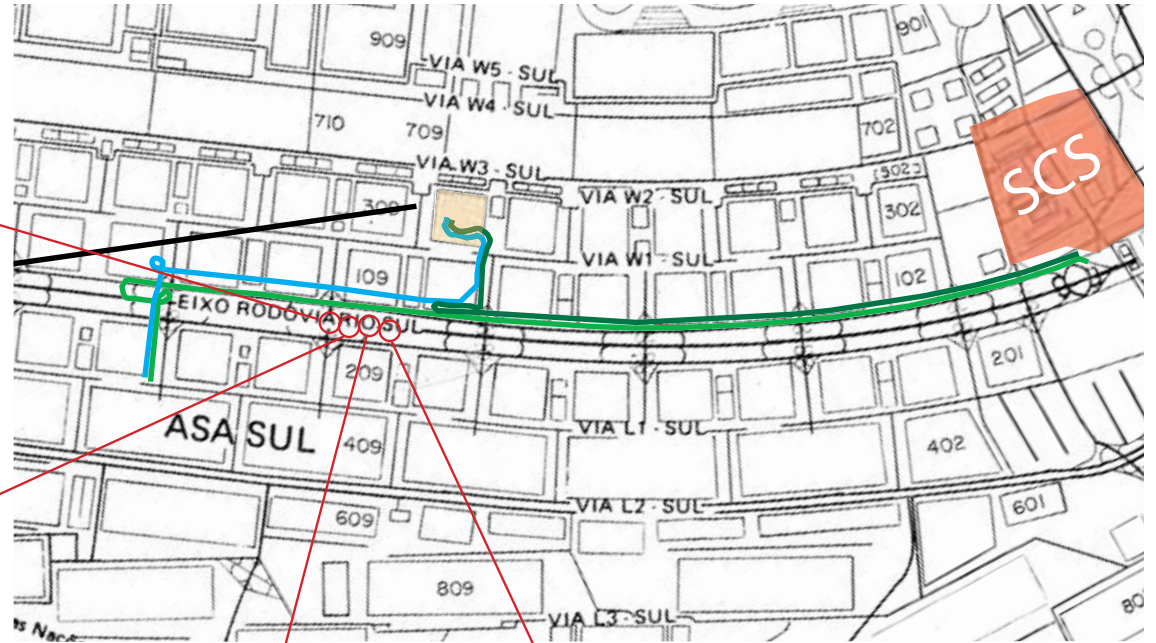 901
909
VIA W5 - SUL
VIA W4 - SUL
710
709
702
SCS
VIA W3 - SUL
502
VIA W2 - SUL
309
302
VIA W1 - SUL
109
102
EIXO RODOVIÁRIO SUL
209
201
VIA L1 - SUL
ASA SUL
409
402
VIA L2 - SUL
601
609
809
VIA L3 - SUL